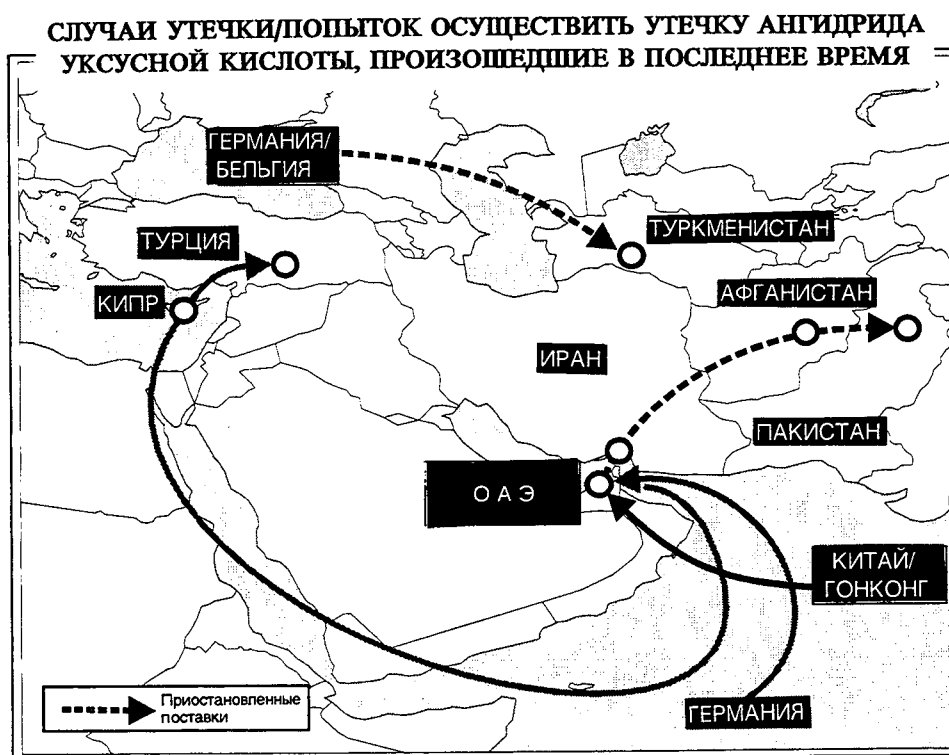 СЛУЧАИ УТЕЧКИ/ПОПЫТОК ОСУЩЕСТВИТЬ УТЕЧКУ АНГИДРИДА
УКСУСНОЙ КИСЛОТЫ, ПРОИЗОШЕДШИЕ В ПОСЛЕДНЕЕ ВРЕМЯ
ГЕРМАНИЯ/
БЕЛЬГИЯ
ТУРЦИЯ
ТУРКМЕНИСТАН
КИПР
АФГАНИСТАН
ИРАН
ПАКИСТАН
О А Э
КИТАЙ/
ГОНКОНГ
Приостановленные
поставки
ГЕРМАНИЯ